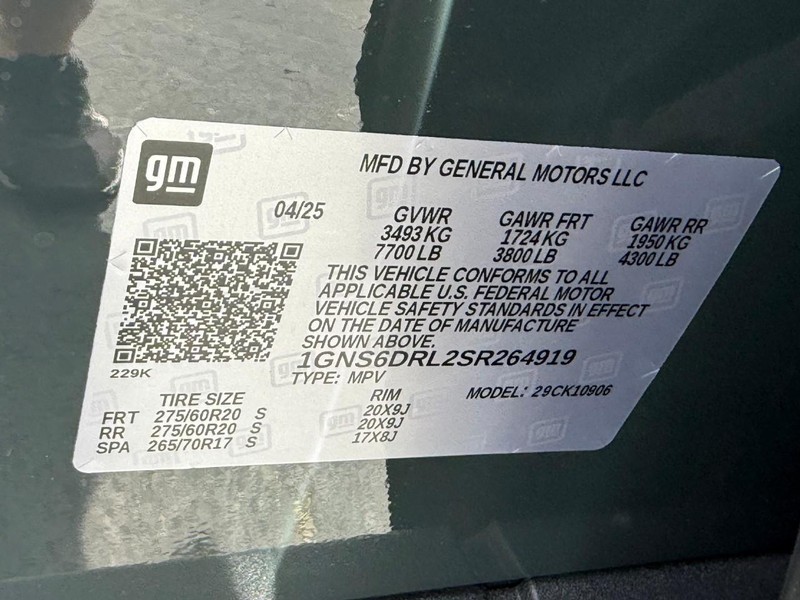 gm
MFD BY GENERAL MOTORS LLC
04/25 GVWR GAWR FRT GAWR RR
3493 KG 1724 KG 1950 KG
7700 LB 3800 LB 4300 LB
THIS VEHICLE CONFORMS TO ALL
APPLICABLE U.S. FEDERAL MOTOR
VEHICLE SAFETY STANDARDS IN EFFECT
ON THE DATE OF MANUFACTURE
SHOWN ABOVE.
229K
1GNS6DRL2SR264919
TYPE: MPV
MODEL: 29CK10906
TIRE SIZE RIM
FRT 275/60R20 S 20X9J
RR 275/60R20 S 20X9J
SPA 265/70R17 S 17X8J